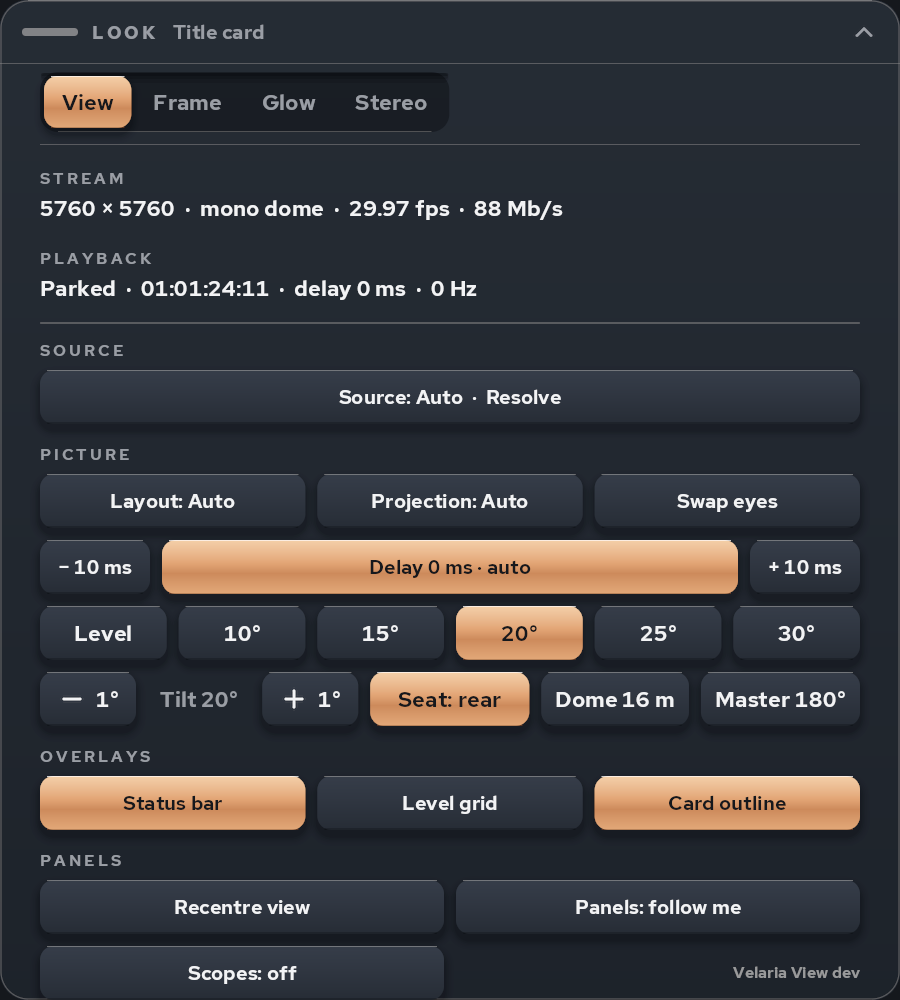 LOOK Title card
View Frame Glow Stereo
STREAM
5760 × 5760 · mono dome · 29.97 fps · 88 Mb/s
PLAYBACK
Parked · 01:01:24:11 · delay 0 ms · 0 Hz
SOURCE
Source: Auto · Resolve
PICTURE
Layout: Auto Projection: Auto Swap eyes
− 10 ms Delay 0 ms · auto + 10 ms
Level 10° 15° 20° 25° 30°
− 1° Tilt 20° + 1° Seat: rear Dome 16 m Master 180°
OVERLAYS
Status bar Level grid Card outline
PANELS
Recentre view Panels: follow me
Scopes: off Velaria View dev